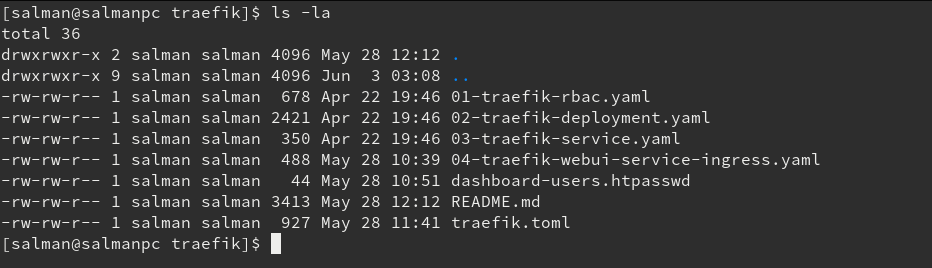 [salman@salmanpc traefik]$ ls -la
total 36
drwxrwxr-x 2 salman salman 4096 May 28 12:12 .
drwxrwxr-x 9 salman salman 4096 Jun  3 03:08 ..
-rw-rw-r-- 1 salman salman  678 Apr 22 19:46 01-traefik-rbac.yaml
-rw-rw-r-- 1 salman salman 2421 Apr 22 19:46 02-traefik-deployment.yaml
-rw-rw-r-- 1 salman salman  350 Apr 22 19:46 03-traefik-service.yaml
-rw-rw-r-- 1 salman salman  488 May 28 10:39 04-traefik-webui-service-ingress.yaml
-rw-rw-r-- 1 salman salman   44 May 28 10:51 dashboard-users.htpasswd
-rw-rw-r-- 1 salman salman 3413 May 28 12:12 README.md
-rw-rw-r-- 1 salman salman  927 May 28 11:41 traefik.toml
[salman@salmanpc traefik]$